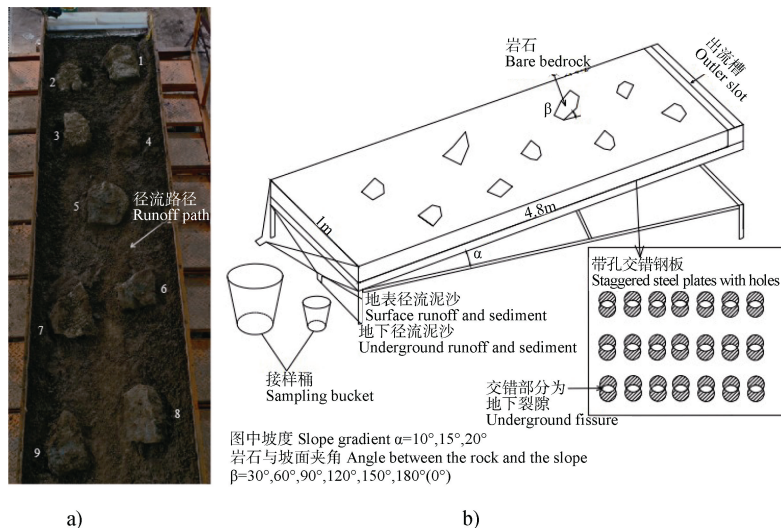 1
2
3
4
5
径流路径
Runoff path
6
7
8
9
a)
岩石
Bare bedrock
出流槽
Outler slot
β
1m
4.8m
α
带孔交错钢板
Staggered steel plates with holes
地表径流泥沙
Surface runoff and sediment
地下径流泥沙
Underground runoff and sediment
接样桶
Sampling bucket
交错部分为
地下裂隙
Underground fissure
图中坡度 Slope gradient α=10°,15°,20°
岩石与坡面夹角 Angle between the rock and the slope
β=30°,60°,90°,120°,150°,180°(0°)
b)